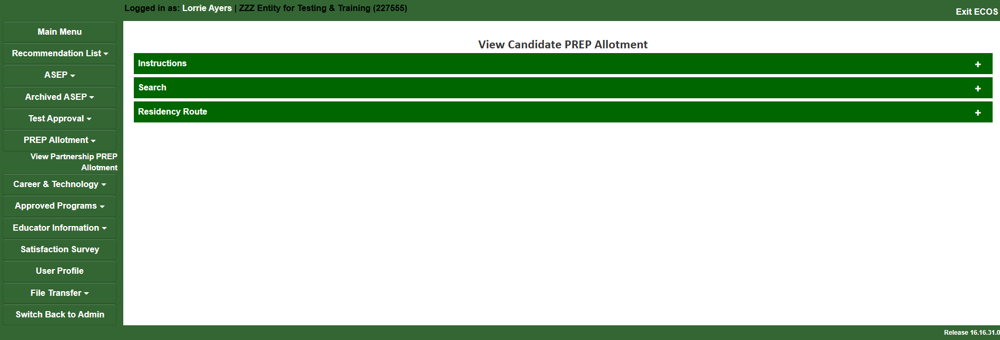 Logged in as: Lorrie Ayers | ZZZ Entity for Testing & Training (227555)
Exit ECOS
Main Menu
Recommendation List
ASEP
Archived ASEP
Test Approval
PREP Allotment
View Partnership PREP
Allotment
Career & Technology
Approved Programs
Educator Information
Satisfaction Survey
User Profile
File Transfer
Switch Back to Admin
View Candidate PREP Allotment
Instructions +
Search +
Residency Route +
Release 16.16.31.0